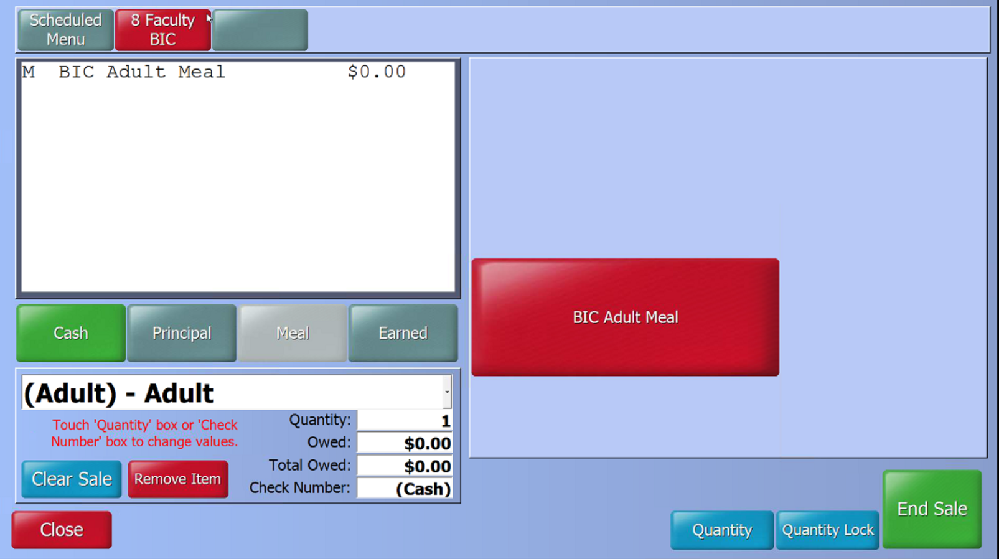 Scheduled
Menu
8 Faculty
BIC
M BIC Adult Meal $0.00
BIC Adult Meal
Cash
Principal
Meal
Earned
(Adult) - Adult
Touch 'Quantity' box or 'Check
Number' box to change values.
Quantity: 1
Owed: $0.00
Total Owed: $0.00
Check Number: (Cash)
Clear Sale
Remove Item
Close
Quantity
Quantity Lock
End Sale